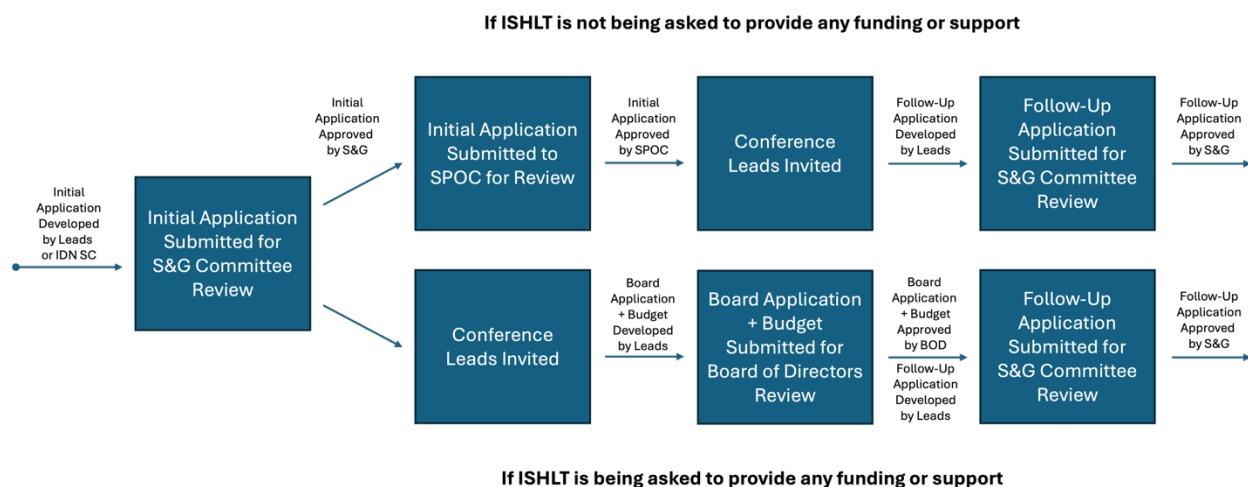 If ISHLT is not being asked to provide any funding or support
Initial
Application
Developed
by Leads
or IDN SC
Initial Application
Submitted for
S&G Committee
Review
Initial
Application
Approved
by S&G
Initial Application
Submitted to
SPOC for Review
Initial
Application
Approved
by SPOC
Conference
Leads Invited
Follow-Up
Application
Developed
by Leads
Follow-Up
Application
Submitted for
S&G Committee
Review
Follow-Up
Application
Approved
by S&G
Conference
Leads Invited
Board
Application
+ Budget
Developed
by Leads
Board Application
+ Budget
Submitted for
Board of Directors
Review
Board
Application
+ Budget
Approved
by BOD
Follow-Up
Application
Developed
by Leads
Follow-Up
Application
Submitted for
S&G Committee
Review
Follow-Up
Application
Approved
by S&G
If ISHLT is being asked to provide any funding or support